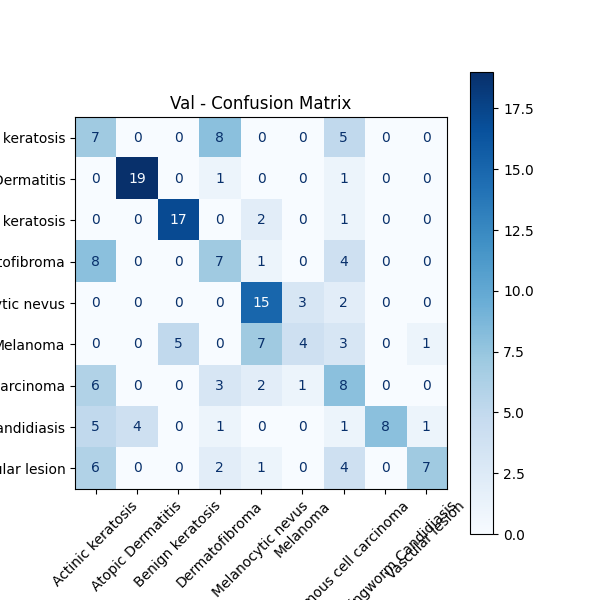 Val - Confusion Matrix
keratosis 7 0 0 8 0 0 5 0 0
Dermatitis 0 19 0 1 0 0 1 0 0
keratosis 0 0 17 0 2 0 1 0 0
tofibroma 8 0 0 7 1 0 4 0 0
ytic nevus 0 0 0 0 15 3 2 0 0
Melanoma 0 0 5 0 7 4 3 0 1
arcinoma 6 0 0 3 2 1 8 0 0
andidiasis 5 4 0 1 0 0 1 8 1
ular lesion 6 0 0 2 1 0 4 0 7
Actinic keratosis
Atopic Dermatitis
Benign keratosis
Dermatofibroma
Melanocytic nevus
Melanoma
mous cell carcinoma
ngworm Candidiasis
Vascular lesion
17.5
15.0
12.5
10.0
7.5
5.0
2.5
0.0